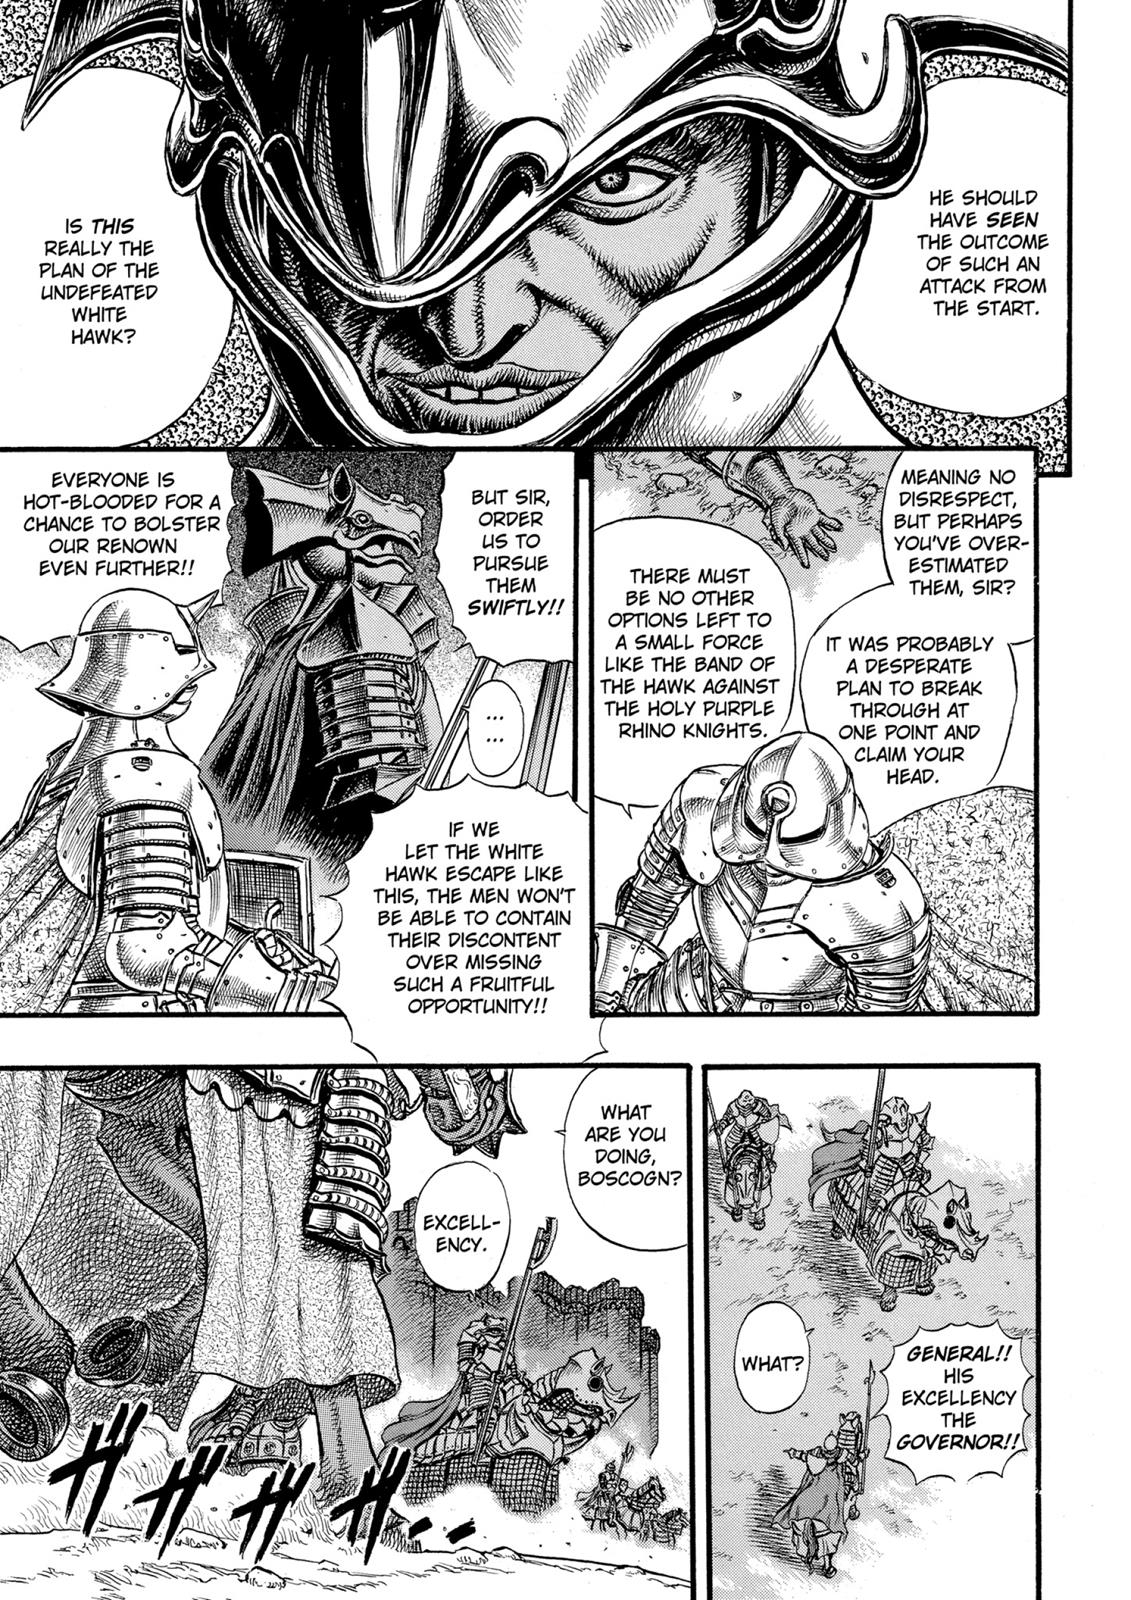 HE SHOULD
HAVE SEEN
THE OUTCOME
OF SUCH AN
ATTACK FROM
THE START.
IS THIS
REALLY THE
PLAN OF THE
UNDEFEATED
WHITE
HAWK?
MEANING NO
DISRESPECT,
BUT PERHAPS
YOU'VE OVER-
ESTIMATED
THEM, SIR?
IT WAS PROBABLY
A DESPERATE
PLAN TO BREAK
THROUGH AT
ONE POINT AND
CLAIM YOUR
HEAD.
THERE MUST
BE NO OTHER
OPTIONS LEFT TO
A SMALL FORCE
LIKE THE BAND OF
THE HAWK AGAINST
THE HOLY PURPLE
RHINO KNIGHTS.
BUT SIR,
ORDER
US TO
PURSUE
THEM
SWIFTLY!!
EVERYONE IS
HOT-BLOODED FOR A
CHANCE TO BOLSTER
OUR RENOWN
EVEN FURTHER!!
...
...
IF WE
LET THE WHITE
HAWK ESCAPE LIKE
THIS, THE MEN WON'T
BE ABLE TO CONTAIN
THEIR DISCONTENT
OVER MISSING
SUCH A FRUITFUL
OPPORTUNITY!!
GENERAL!!
HIS
EXCELLENCY
THE
GOVERNOR!!
WHAT?
WHAT
ARE YOU
DOING,
BOSCOGN?
EXCELL-
ENCY.
ザザザザ--